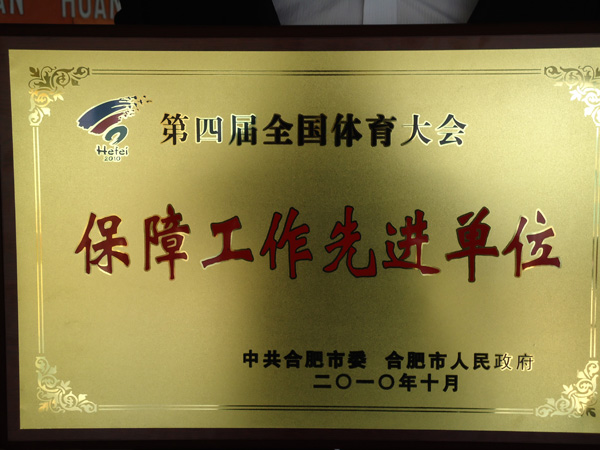 AN HUAN
Hefei
2010
第四届全国体育大会
保障工作先进单位
中共合肥市委 合肥市人民政府
二〇一〇年十月